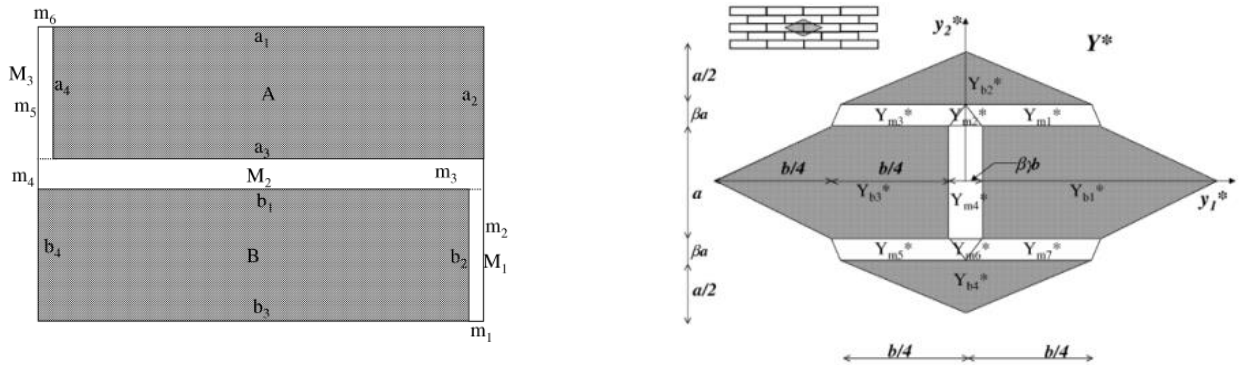 m6
a1
M3
a4
A
a2
m5
a3
m4
M2
m3
b1
m2
b4
B
b2
M1
b3
m1
y2*
Y*
a/2
Yb2*
βa
Ym3*
Ym2*
Ym1*
b/4
b/4
a
Yb3*
Ym4*
Yb1*
y1*
βa
Ym5*
Ym6*
Ym7*
a/2
Yb4*
b/4
b/4